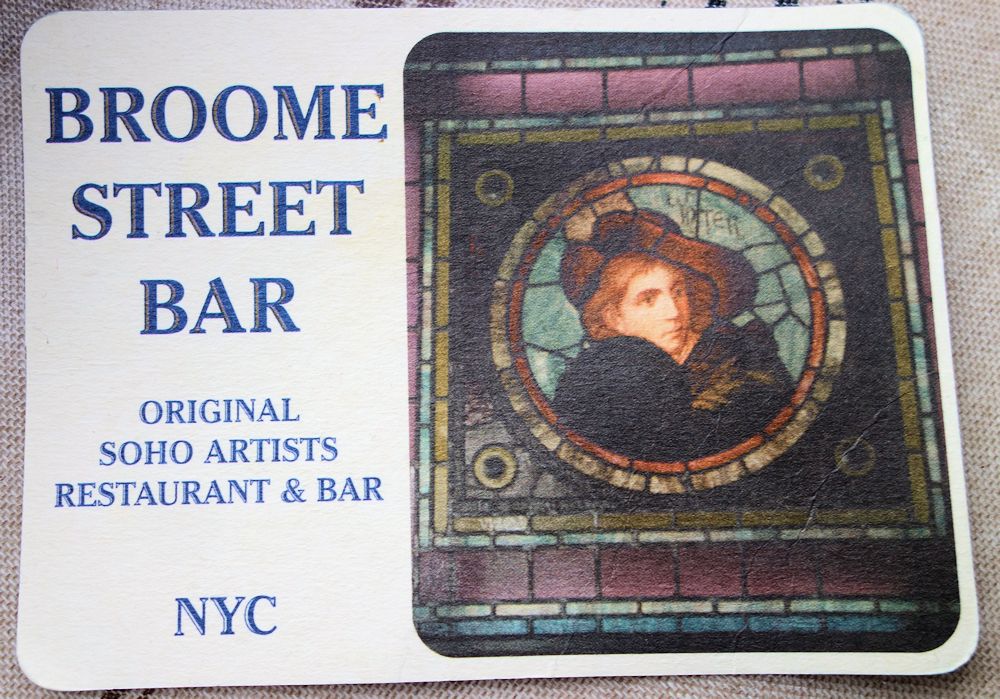 BROOME
STREET
BAR
ORIGINAL
SOHO ARTISTS
RESTAURANT & BAR
NYC